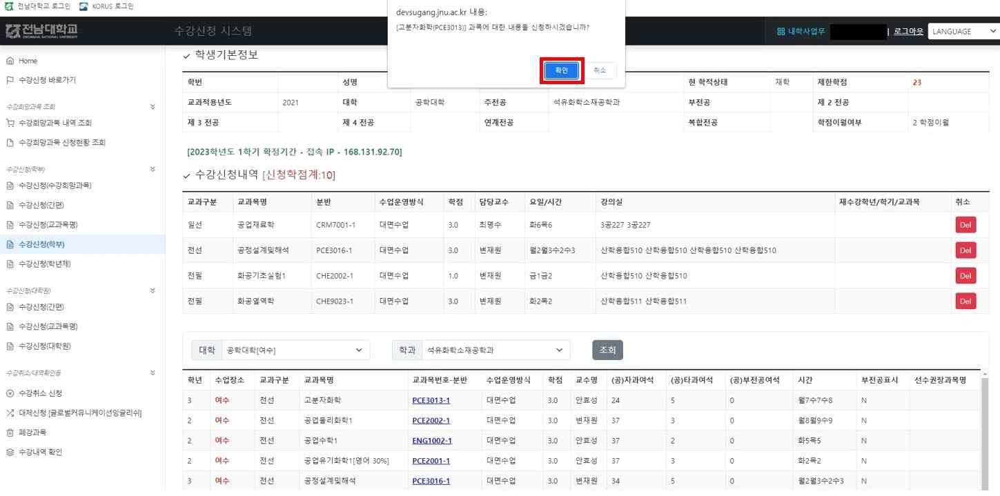 전남대학교 로그인 KORUS 로그인
devsugang.jnu.ac.kr 내용:
[고분자화학(PCE3013)] 과목에 대한 내용을 신청하시겠습니까?
확인 취소
전남대학교
CHONNAM NATIONAL UNIVERSITY
수강신청 시스템
대학사업무 | 로그아웃 LANGUAGE
Home
수강신청 바로가기
수강희망과목 조회
수강희망과목 내역 조회
수강희망과목 신청현황 조회
수강신청(학부)
수강신청(수강희망과목)
수강신청(간편)
수강신청(교과목명)
수강신청(학부)
수강신청(학년제)
수강신청(대학원)
수강신청(간편)
수강신청(교과목명)
수강신청(대학원)
수강취소/내역확인등
수강취소 신청
대체신청 [글로벌커뮤니케이션잉글리쉬]
폐강과목
수강내역 확인
학생기본정보
학번 성명 현 학적상태 재학 제한학점 23
교과적용년도 2021 대학 공학대학 주전공 석유화학소재공학과 부전공 제 2 전공
제 3 전공 제 4 전공 연계전공 복합전공 학점이월여부 2 학점이월
[2023학년도 1학기 확정기간 - 접속 IP - 168.131.92.70]
수강신청내역 [신청학점계:10]
교과구분 교과목명 분반 수업운영방식 학점 담당교수 요일/시간 강의실 재수강학년/학기/교과목 취소
일선 공업재료학 CRM7001-1 대면수업 3.0 최명수 화6목6 3공227 3공227 Del
전선 공정설계및해석 PCE3016-1 대면수업 3.0 변재원 월2월3수2수3 산학융합510 산학융합510 산학융합510 산학융합510 Del
전필 화공기초실험1 CHE2002-1 대면수업 1.0 변재원 금1금2 산학융합510 산학융합510 Del
전필 화공열역학 CHE9023-1 대면수업 3.0 변재원 화2목2 산학융합511 산학융합511 Del
대학 공학대학[여수] 학과 석유화학소재공학과 조회
학년 수업장소 교과구분 교과목명 교과목번호-분반 수업운영방식 학점 교수명 (공)자과여석 (공)타과여석 (공)부전공여석 시간 부전공표시 선수권장과목명
3 여수 전선 고분자화학 PCE3013-1 대면수업 3.0 안효성 24 5 0 월7수7수8 N
2 여수 전선 공업물리화학1 PCE2002-1 대면수업 3.0 변재원 37 3 0 월8월9수9 N
2 여수 전선 공업수학1 ENG1002-1 대면수업 3.0 안효성 37 2 0 화5목5 N
2 여수 전선 공업유기화학1[영어 30%] PCE2001-1 대면수업 3.0 안효성 37 3 0 화2목2 N
3 여수 전선 공정설계및해석 PCE3016-1 대면수업 3.0 변재원 34 5 0 월2월3수2수3 N